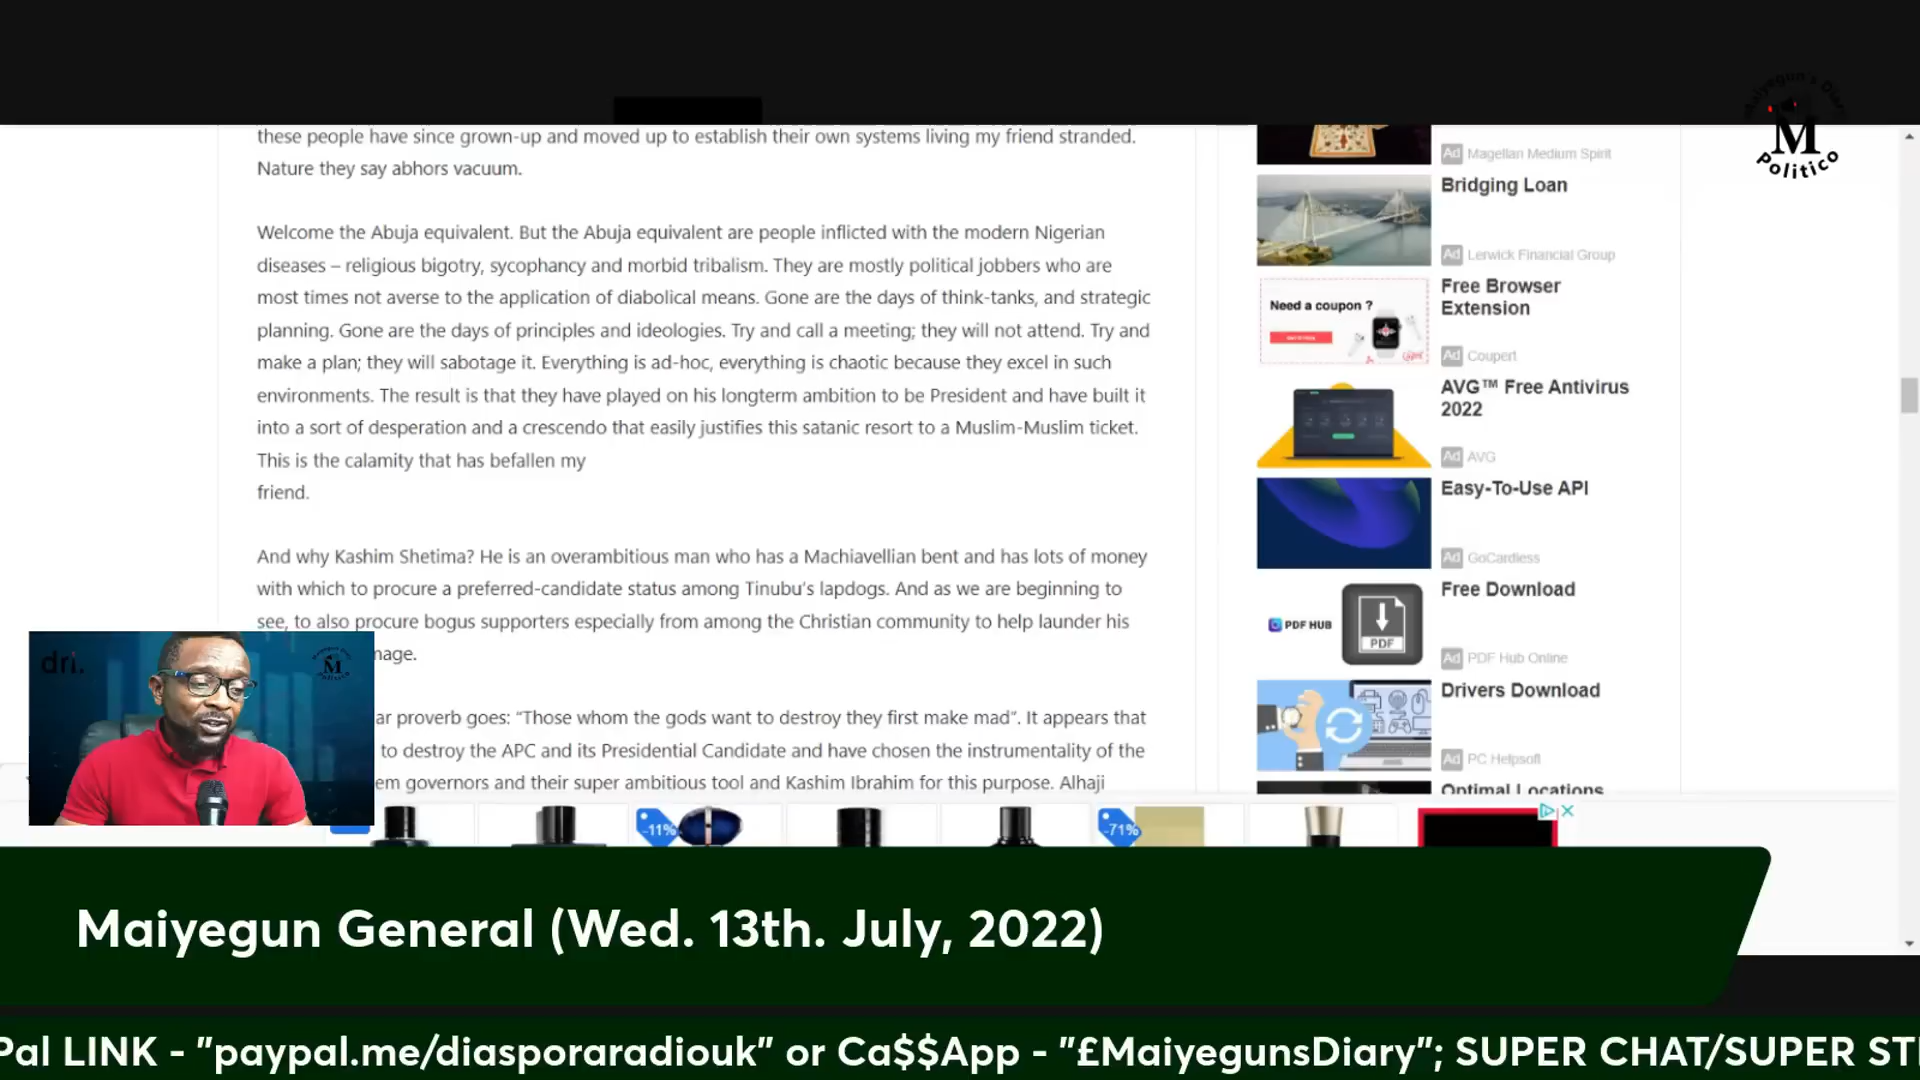 Maiyegun's
M
Politico
these people have since grown-up and moved up to establish their own systems living my friend stranded.
Nature they say abhors vacuum.
Welcome the Abuja equivalent. But the Abuja equivalent are people inflicted with the modern Nigerian
diseases – religious bigotry, sycophancy and morbid tribalism. They are mostly political jobbers who are
most times not averse to the application of diabolical means. Gone are the days of think-tanks, and strategic
planning. Gone are the days of principles and ideologies. Try and call a meeting; they will not attend. Try and
make a plan; they will sabotage it. Everything is ad-hoc, everything is chaotic because they excel in such
environments. The result is that they have played on his longterm ambition to be President and have built it
into a sort of desperation and a crescendo that easily justifies this satanic resort to a Muslim-Muslim ticket.
This is the calamity that has befallen my
friend.
And why Kashim Shetima? He is an overambitious man who has a Machiavellian bent and has lots of money
with which to procure a preferred-candidate status among Tinubu's lapdogs. And as we are beginning to
see, to also procure bogus supporters especially from among the Christian community to help launder his
mage.
ar proverb goes: “Those whom the gods want to destroy they first make mad”. It appears that
to destroy the APC and its Presidential Candidate and have chosen the instrumentality of the
em governors and their super ambitious tool and Kashim Ibrahim for this purpose. Alhaji
Ad Magellan Medium Spirit
Bridging Loan
Ad Lerwick Financial Group
Need a coupon ?
Free Browser
Extension
Ad Coupert
AVG™ Free Antivirus
2022
Ad AVG
Easy-To-Use API
Ad GoCardless
Free Download
PDF HUB
PDF
Ad PDF Hub Online
Drivers Download
Ad PC Helpsoft
Optimal Locations
dri.
M
-11%
-71%
Maiyegun General (Wed. 13th. July, 2022)
Pal LINK - "paypal.me/diasporaradiouk" or Ca$$App - "£MaiyegunsDiary"; SUPER CHAT/SUPER STI